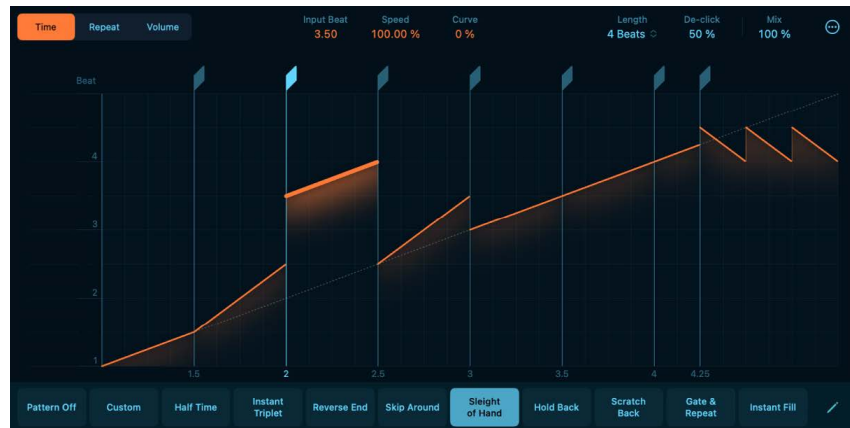 Time Repeat Volume Input Beat Speed Curve Length De-click Mix
3.50 100.00 % 0 % 4 Beats 50 % 100 %
Beat
4
3
2
1
1.5 2 2.5 3 3.5 4 4.25
Pattern Off Custom Half Time Instant Triplet Reverse End Skip Around Sleight of Hand Hold Back Scratch Back Gate & Repeat Instant Fill